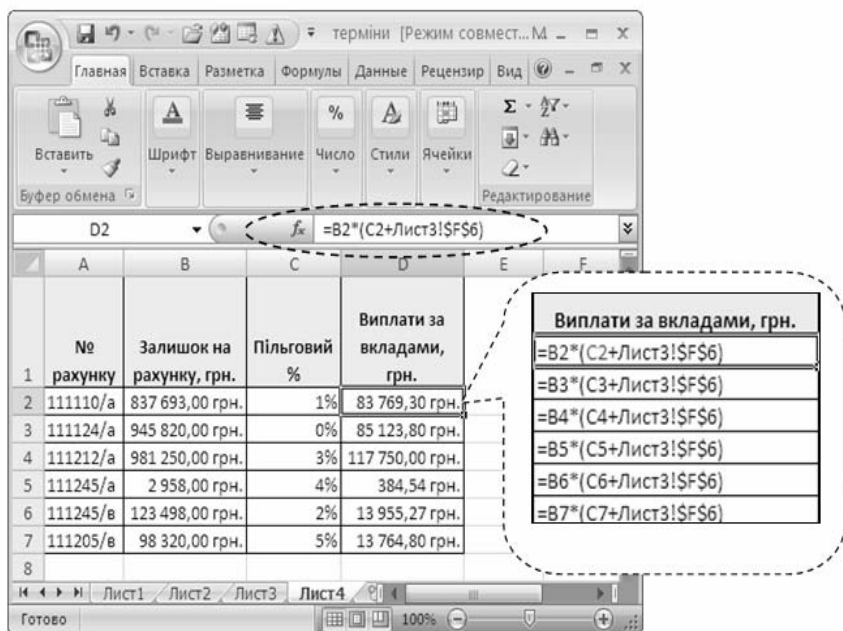 терміни [Режим совмест...
Главная Вставка Разметка Формулы Данные Рецензир Вид
Вставить
Шрифт Выравнивание Число Стили Ячейки
Буфер обмена
Редактирование
D2 fx =B2*(C2+Лист3!$F$6)
A B C D E F
1 № рахунку Залишок на рахунку, грн. Пільговий % Виплати за вкладами, грн.
2 111110/а 837 693,00 грн. 1% 83 769,30 грн.
3 111124/а 945 820,00 грн. 0% 85 123,80 грн.
4 111212/а 981 250,00 грн. 3% 117 750,00 грн.
5 111245/а 2 958,00 грн. 4% 384,54 грн.
6 111245/в 123 498,00 грн. 2% 13 955,27 грн.
7 111205/в 98 320,00 грн. 5% 13 764,80 грн.
8
Лист1 Лист2 Лист3 Лист4
Готово 100%
Виплати за вкладами, грн.
=B2*(C2+Лист3!$F$6)
=B3*(C3+Лист3!$F$6)
=B4*(C4+Лист3!$F$6)
=B5*(C5+Лист3!$F$6)
=B6*(C6+Лист3!$F$6)
=B7*(C7+Лист3!$F$6)